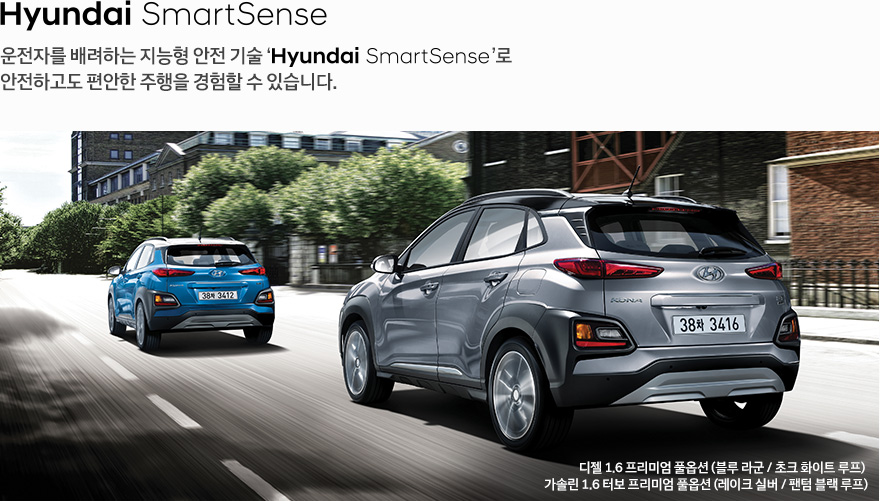 Hyundai SmartSense
운전자를 배려하는 지능형 안전 기술 ‘Hyundai SmartSense’로
안전하고도 편안한 주행을 경험할 수 있습니다.
38차 3412
KONA
38차 3416
디젤 1.6 프리미엄 풀옵션 (블루 라군 / 초크 화이트 루프)
가솔린 1.6 터보 프리미엄 풀옵션 (레이크 실버 / 팬텀 블랙 루프)